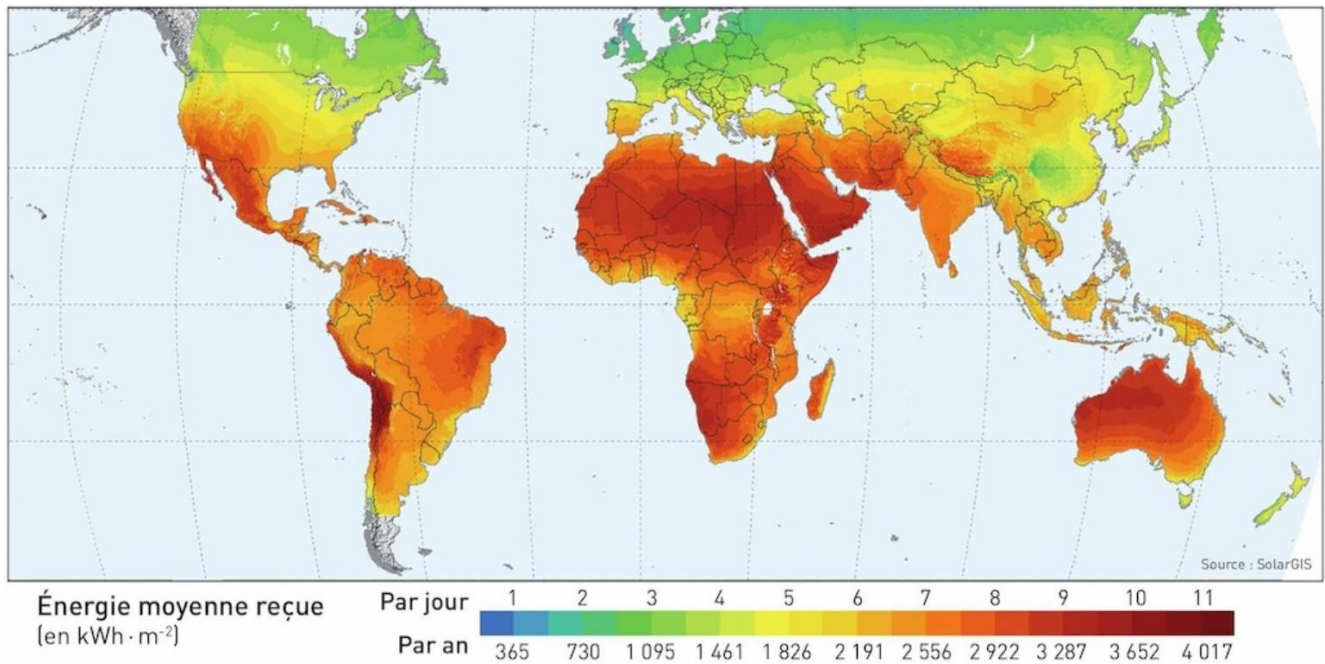 Source : SolarGIS
Énergie moyenne reçue
(en kWh · m⁻²)
Par jour 1 2 3 4 5 6 7 8 9 10 11
Par an 365 730 1 095 1 461 1 826 2 191 2 556 2 922 3 287 3 652 4 017